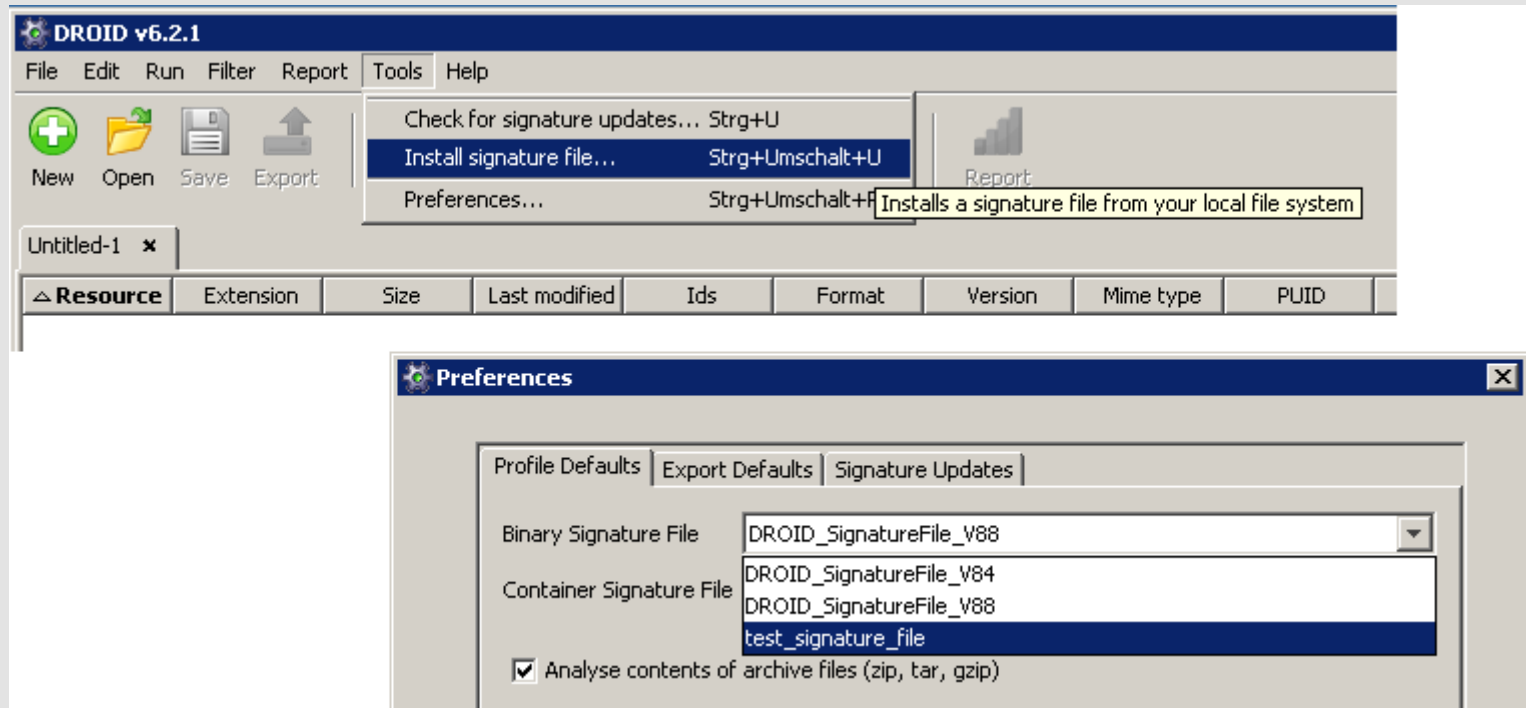 DROID v6.2.1
File Edit Run Filter Report Tools Help
Check for signature updates... Strg+U
Install signature file... Strg+Umschalt+U
Preferences... Strg+Umschalt+
Installs a signature file from your local file system
New Open Save Export Report
Untitled-1
Resource Extension Size Last modified Ids Format Version Mime type PUID
Preferences
Profile Defaults Export Defaults Signature Updates
Binary Signature File DROID_SignatureFile_V88
DROID_SignatureFile_V84
Container Signature File
DROID_SignatureFile_V88
test_signature_file
Analyse contents of archive files (zip, tar, gzip)